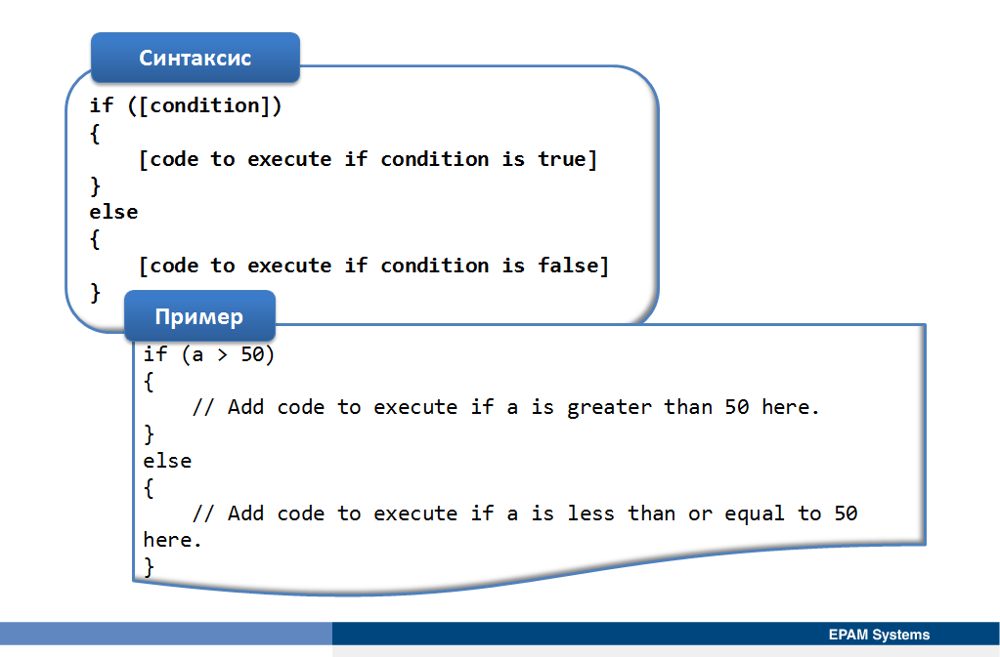 Синтаксис
if ([condition])
{
    [code to execute if condition is true]
}
else
{
    [code to execute if condition is false]
}
Пример
if (a > 50)
{
    // Add code to execute if a is greater than 50 here.
}
else
{
    // Add code to execute if a is less than or equal to 50
here.
}
EPAM Systems